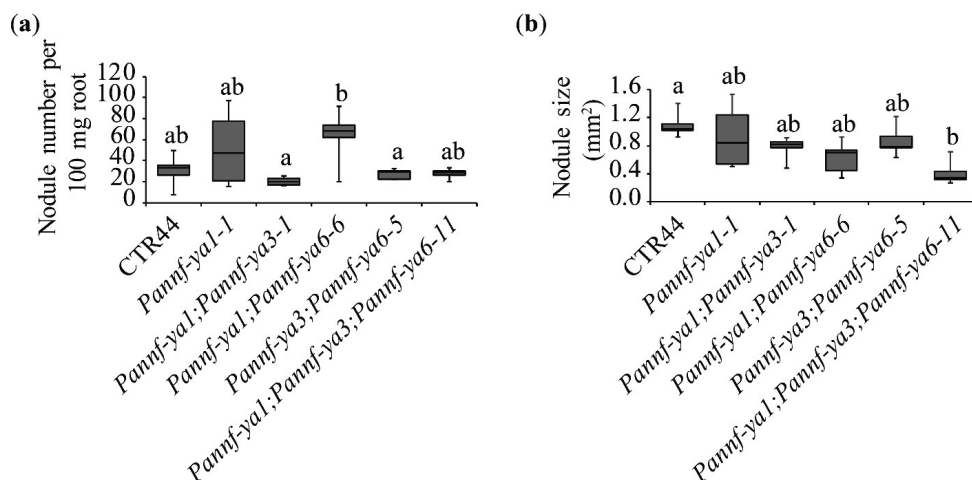 (a)
Nodule number per
100 mg root
120
100
80
60
40
20
0
ab
ab
a
b
a
ab
CTR44
Pannf-ya1-1
Pannf-ya1;Pannf-ya3-1
Pannf-ya1;Pannf-ya6-6
Pannf-ya3;Pannf-ya6-5
Pannf-ya1;Pannf-ya3;Pannf-ya6-11
(b)
Nodule size
(mm²)
1.6
1.2
0.8
0.4
0.0
a
ab
ab
ab
ab
b
CTR44
Pannf-ya1-1
Pannf-ya1;Pannf-ya3-1
Pannf-ya1;Pannf-ya6-6
Pannf-ya3;Pannf-ya6-5
Pannf-ya1;Pannf-ya3;Pannf-ya6-11